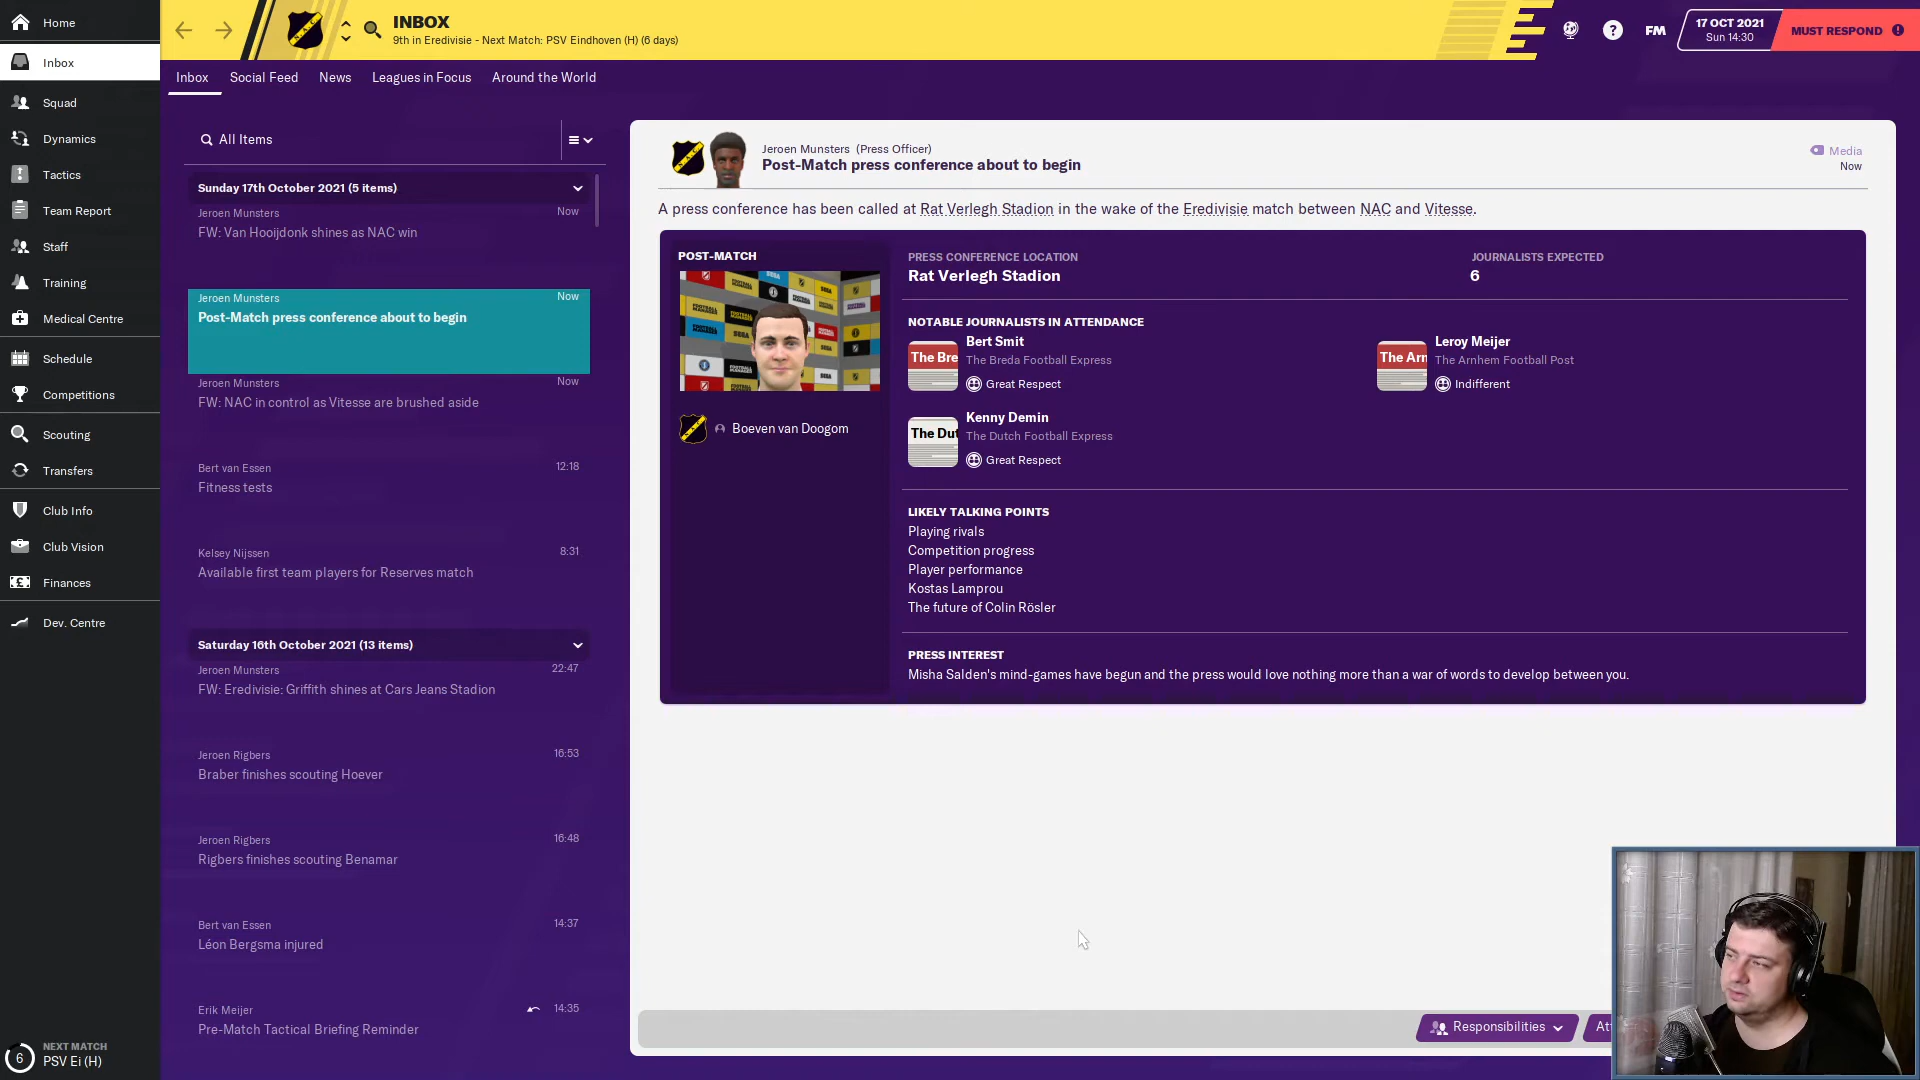 Home
Inbox
Squad
Dynamics
Tactics
Team Report
Staff
Training
Medical Centre
Schedule
Competitions
Scouting
Transfers
Club Info
Club Vision
Finances
Dev. Centre
6
NEXT MATCH
PSV Ei (H)
INBOX
9th in Eredivisie - Next Match: PSV Eindhoven (H) (6 days)
FM
17 OCT 2021
Sun 14:30
MUST RESPOND
Inbox
Social Feed
News
Leagues in Focus
Around the World
All Items
Sunday 17th October 2021 (5 items)
Jeroen Munsters
Now
FW: Van Hooijdonk shines as NAC win
Jeroen Munsters
Now
Post-Match press conference about to begin
Jeroen Munsters
Now
FW: NAC in control as Vitesse are brushed aside
Bert van Essen
12:18
Fitness tests
Kelsey Nijssen
8:31
Available first team players for Reserves match
Saturday 16th October 2021 (13 items)
Jeroen Munsters
22:47
FW: Eredivisie: Griffith shines at Cars Jeans Stadion
Jeroen Rigbers
16:53
Braber finishes scouting Hoever
Jeroen Rigbers
16:48
Rigbers finishes scouting Benamar
Bert van Essen
14:37
Léon Bergsma injured
Erik Meijer
14:35
Pre-Match Tactical Briefing Reminder
Jeroen Munsters (Press Officer)
Post-Match press conference about to begin
Media
Now
A press conference has been called at Rat Verlegh Stadion in the wake of the Eredivisie match between NAC and Vitesse.
POST-MATCH
Boeven van Doogom
PRESS CONFERENCE LOCATION
Rat Verlegh Stadion
JOURNALISTS EXPECTED
6
NOTABLE JOURNALISTS IN ATTENDANCE
The Bre
Bert Smit
The Breda Football Express
Great Respect
The Arn
Leroy Meijer
The Arnhem Football Post
Indifferent
The Dut
Kenny Demin
The Dutch Football Express
Great Respect
LIKELY TALKING POINTS
Playing rivals
Competition progress
Player performance
Kostas Lamprou
The future of Colin Rösler
PRESS INTEREST
Misha Salden's mind-games have begun and the press would love nothing more than a war of words to develop between you.
Responsibilities